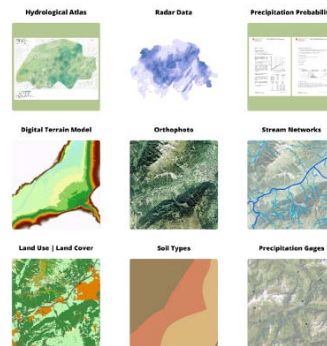 Hydrological Atlas
Radar Data
Precipitation Probabili
Digital Terrain Model
Orthophoto
Stream Networks
Land Use | Land Cover
Soil Types
Precipitation Gages